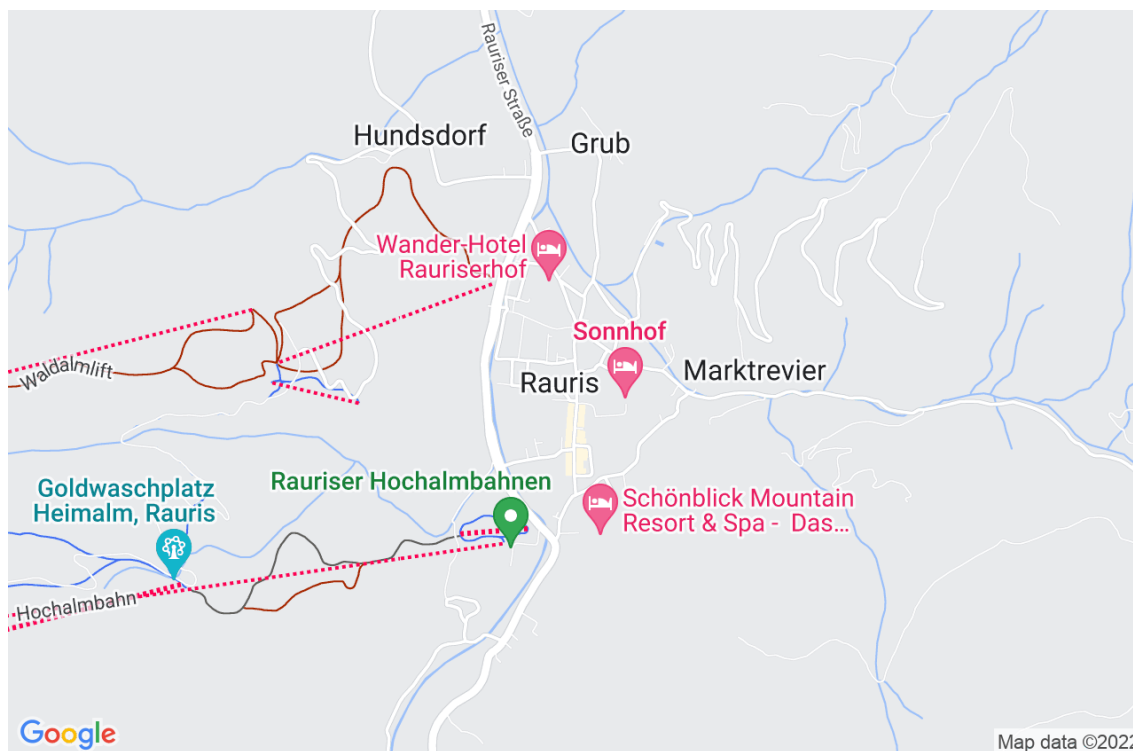 Rauriser Straße
Hundsdorf
Grub
Wander-Hotel
Rauriserhof
Sonnhof
Waldalmlift
Rauris
Marktrevier
Rauriser Hochalmbahnen
Goldwaschplatz
Heimalm, Rauris
Schönblick Mountain
Resort & Spa - Das...
Hochalmbahn
Google
Map data ©2022